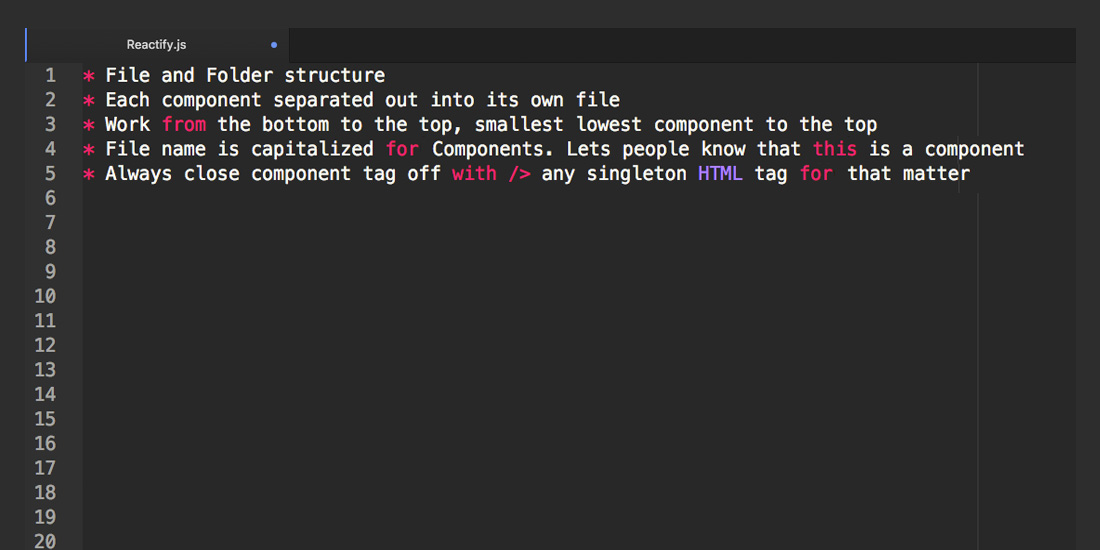 Reactify.js
1 * File and Folder structure
2 * Each component separated out into its own file
3 * Work from the bottom to the top, smallest lowest component to the top
4 * File name is capitalized for Components. Lets people know that this is a component
5 * Always close component tag off with /> any singleton HTML tag for that matter
6
7
8
9
10
11
12
13
14
15
16
17
18
19
20